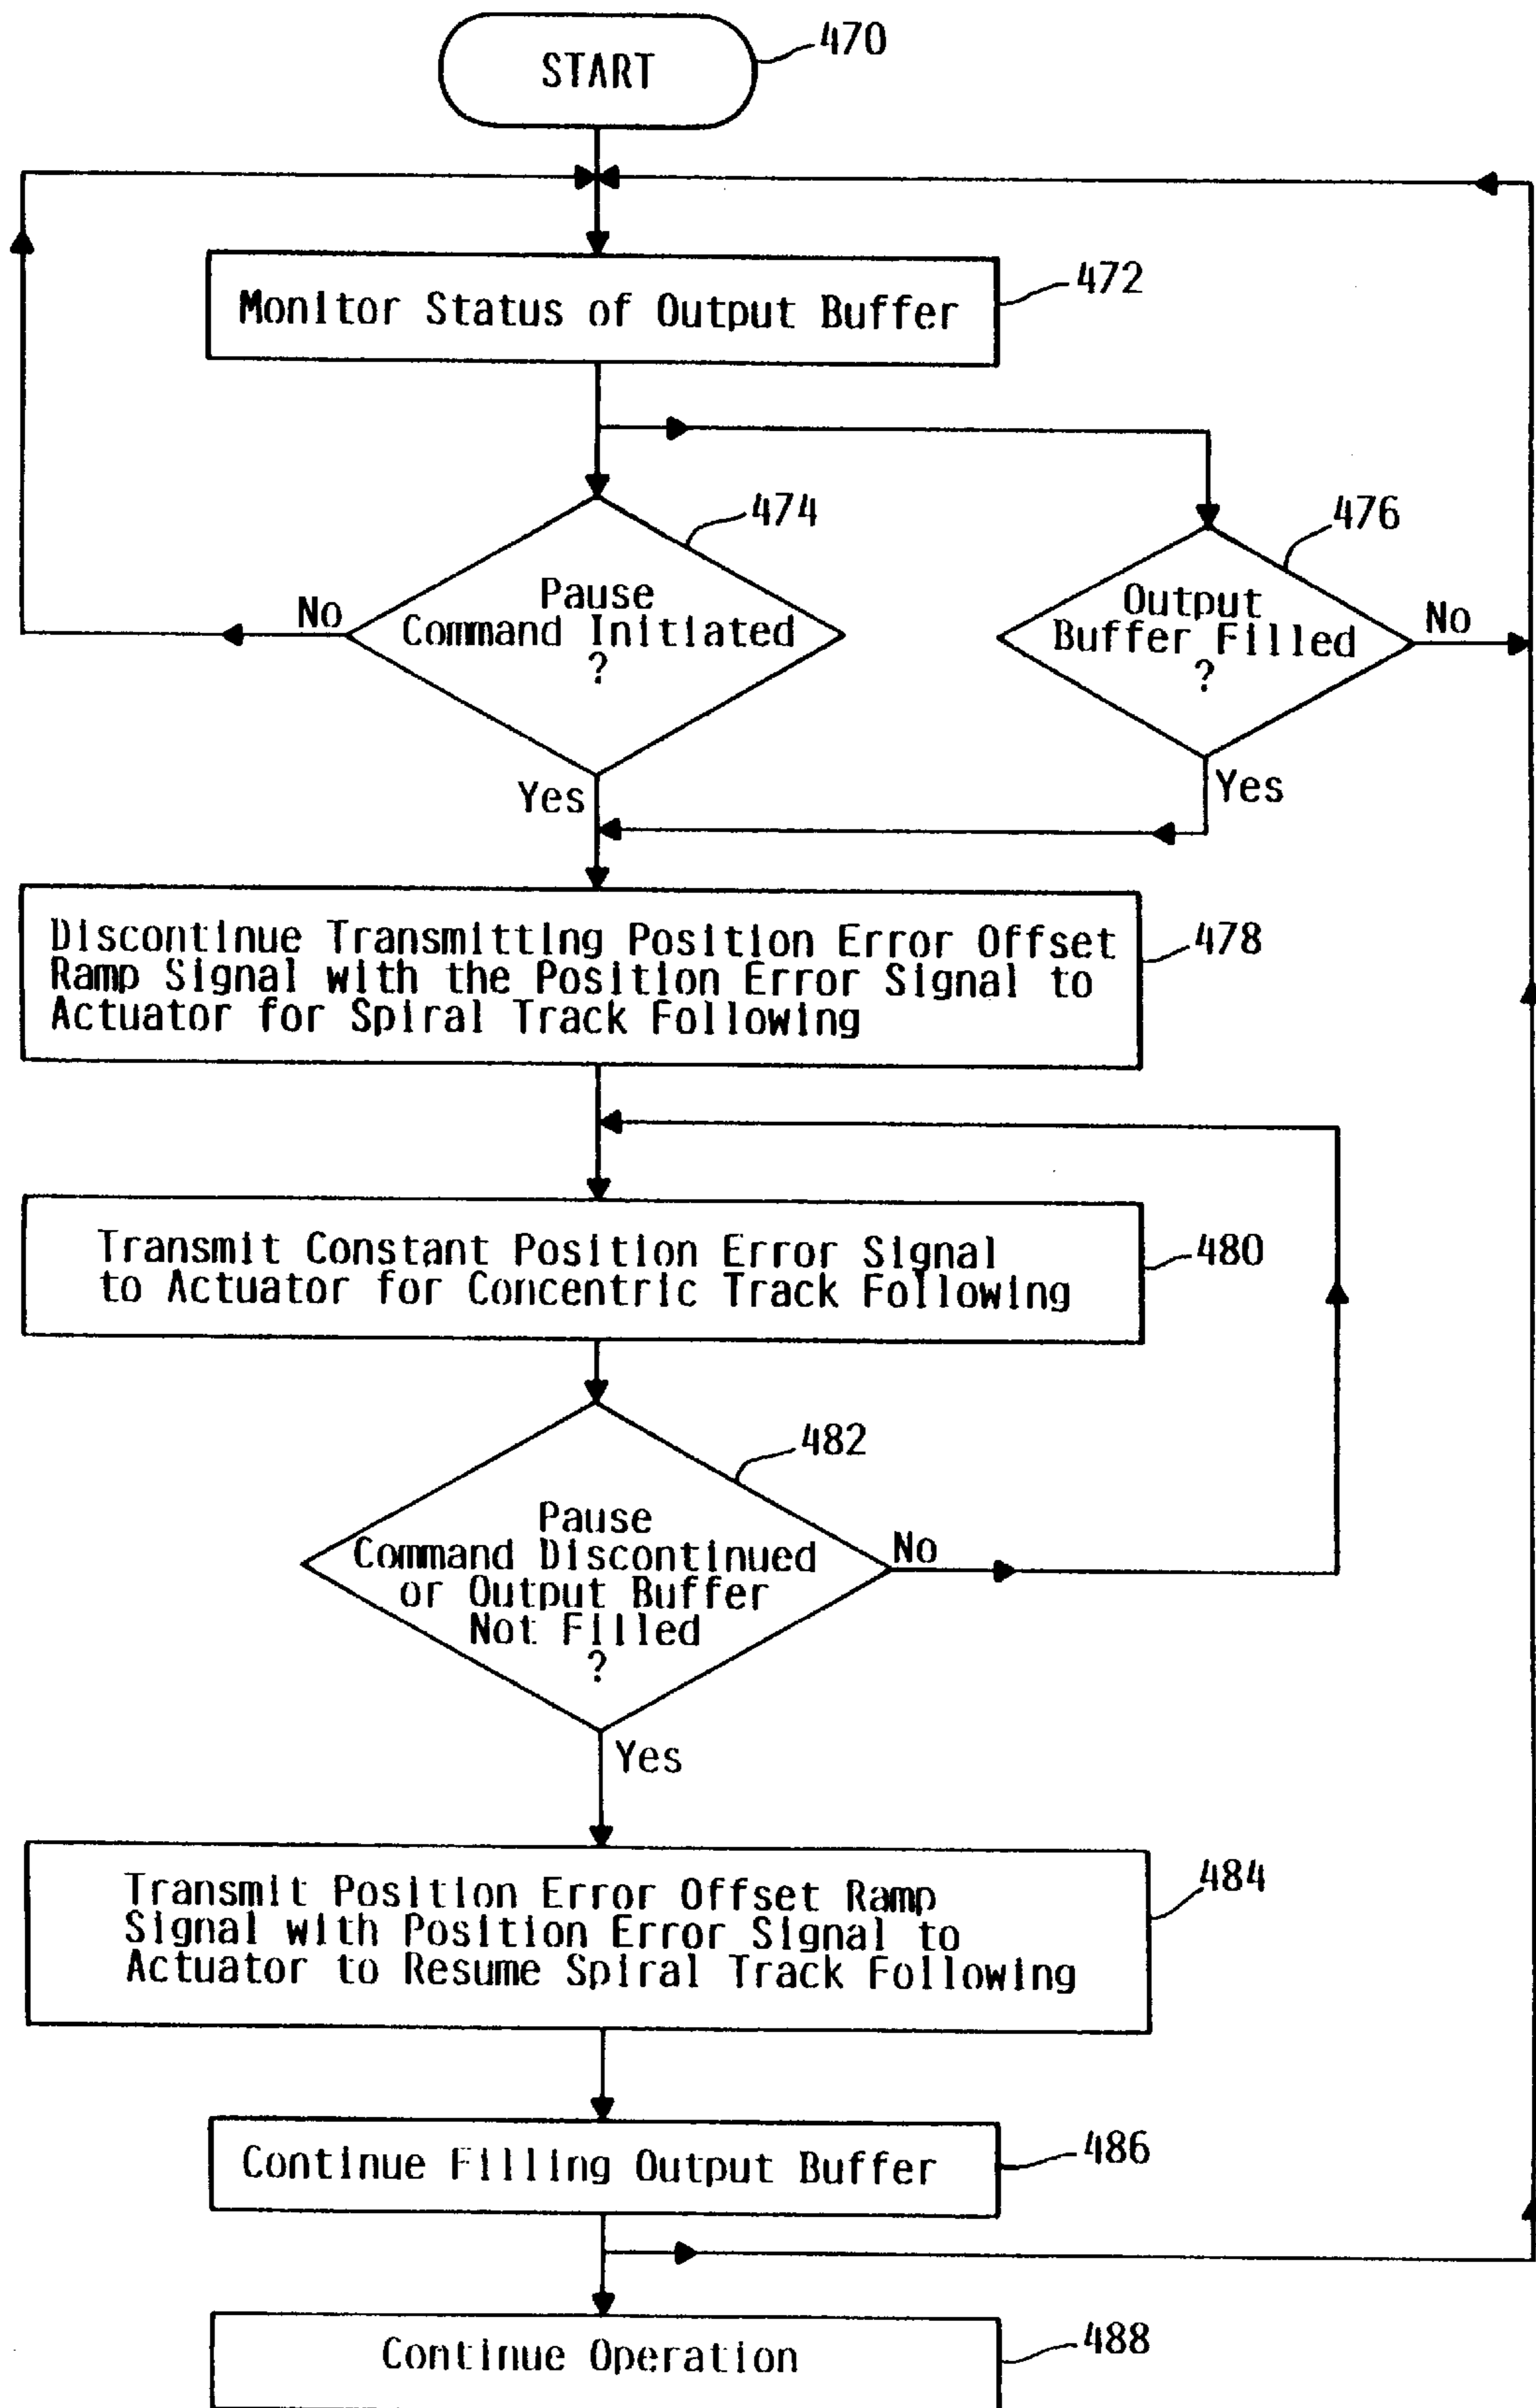 START
470
Monitor Status of Output Buffer
472
Pause
Command Initiated
?
474
No
Yes
Output
Buffer Filled
?
476
No
Yes
Discontinue Transmitting Position Error Offset
Ramp Signal with the Position Error Signal to
Actuator for Spiral Track Following
478
Transmit Constant Position Error Signal
to Actuator for Concentric Track Following
480
Pause
Command Discontinued
or Output Buffer
Not Filled
?
482
No
Yes
Transmit Position Error Offset Ramp
Signal with Position Error Signal to
Actuator to Resume Spiral Track Following
484
Continue Filling Output Buffer
486
Continue Operation
488